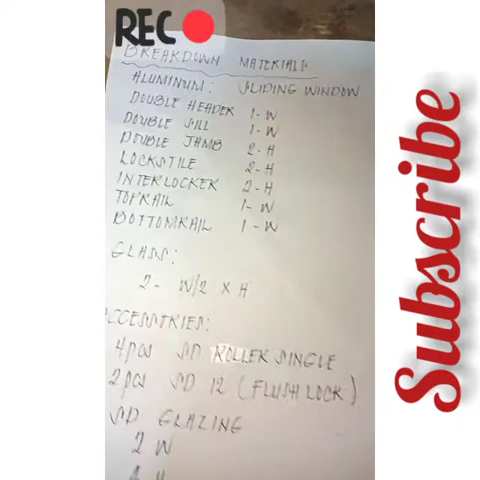 REC
BREAKDOWN MATERIALS
ALUMINUM: SLIDING WINDOW
DOUBLE HEADER 1-W
DOUBLE SILL 1-W
DOUBLE JAMB 2-H
LOCKSTILE 2-H
INTERLOCKER 2-H
TOPRAIL 1-W
BOTTOMRAIL 1-W
GLASS:
2- W/2 X H
CCESSORIES:
4pcs SD ROLLER SINGLE
2pcs SD 12 (FLUSH LOCK)
SD GLAZING
2 W
4 H
Subscribe